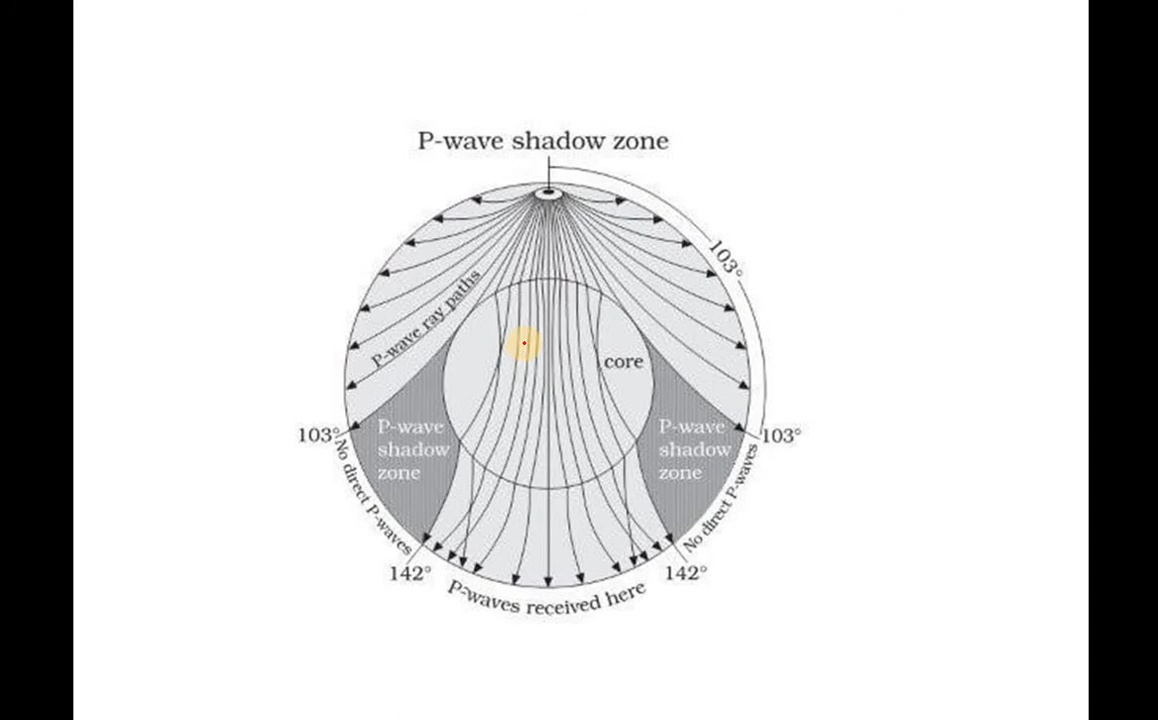 P-wave shadow zone
103°
P-wave ray paths
core
P-wave
shadow
zone
P-wave
shadow
zone
103°
103°
No direct P-waves
No direct P-waves
142°
142°
P-waves received here